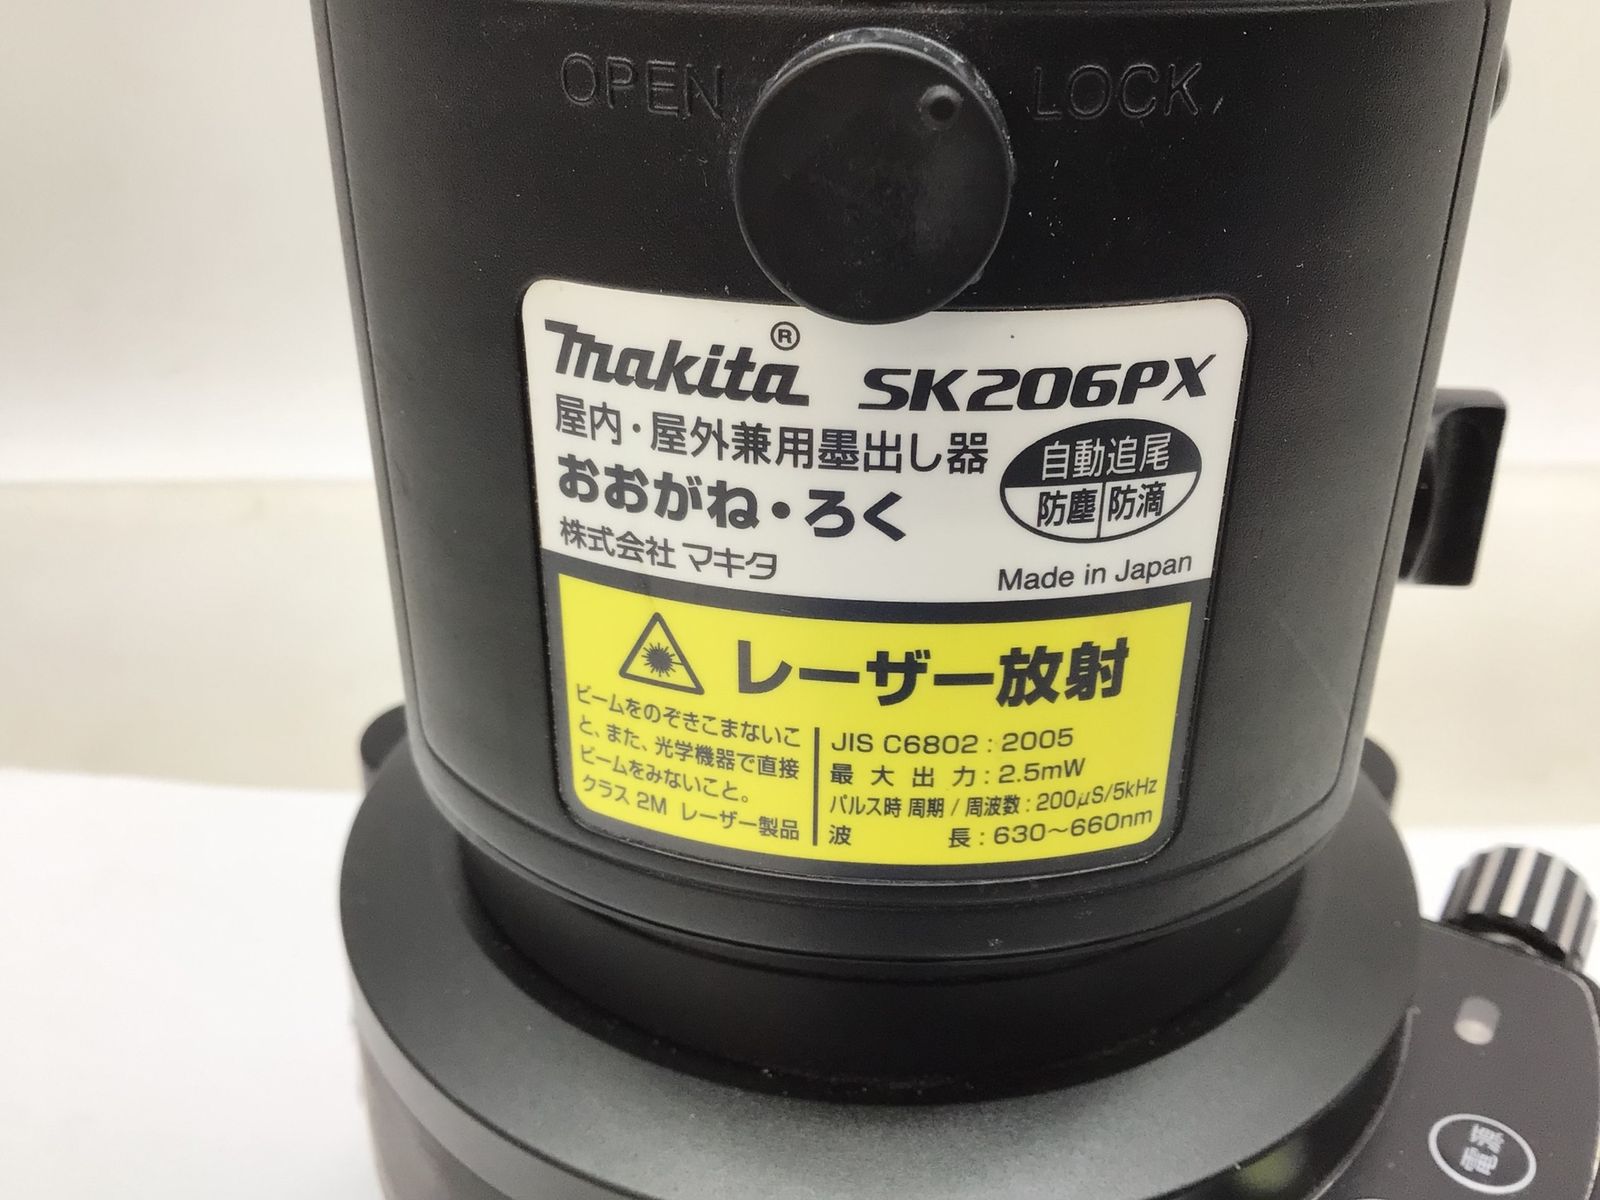 OPEN LOCK
makita® SK206PX
屋内・屋外兼用墨出し器
おおがね・ろく
株式会社 マキタ
自動追尾
防塵 防滴
Made in Japan
レーザー放射
ビームをのぞきこまないこ
と、また、光学機器で直接
ビームをみないこと。
クラス 2M レーザー製品
JIS C6802 : 2005
最大出力 : 2.5mW
パルス時 周期 / 周波数 : 200μS/5kHz
波長 : 630～660nm
電源